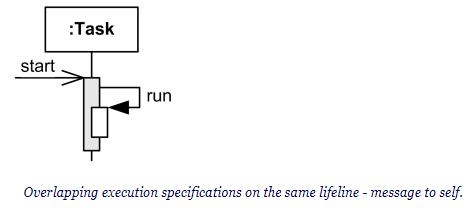 :Task
start
run
Overlapping execution specifications on the same lifeline - message to self.